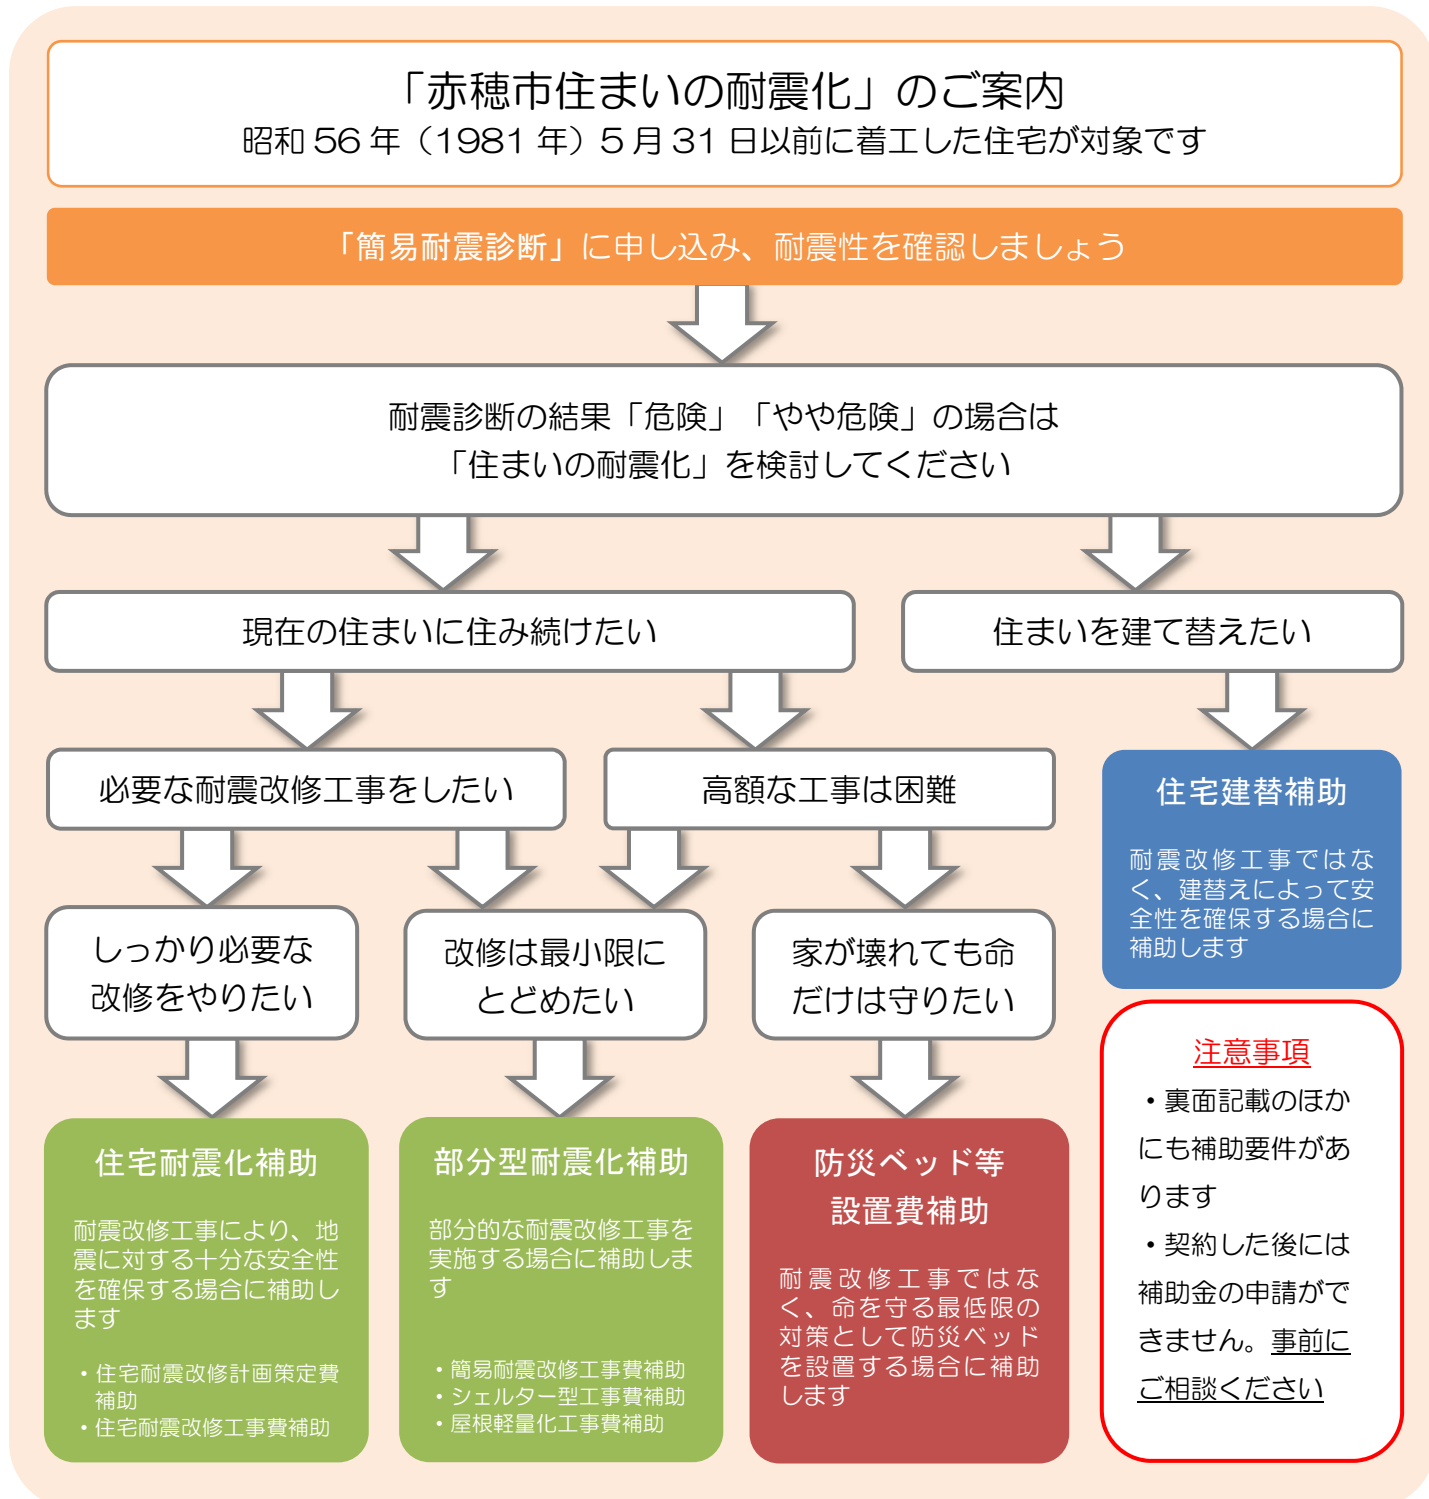 「赤穂市住まいの耐震化」のご案内
昭和 56 年（1981 年）5 月 31 日以前に着工した住宅が対象です
「簡易耐震診断」に申し込み、耐震性を確認しましょう
耐震診断の結果「危険」「やや危険」の場合は
「住まいの耐震化」を検討してください
現在の住まいに住み続けたい
住まいを建て替えたい
必要な耐震改修工事をしたい
高額な工事は困難
住宅建替補助
耐震改修工事ではな
く、建替えによって安
全性を確保する場合に
補助します
しっかり必要な
改修をやりたい
改修は最小限に
とどめたい
家が壊れても命
だけは守りたい
住宅耐震化補助
耐震改修工事により、地
震に対する十分な安全性
を確保する場合に補助し
ます
・住宅耐震改修計画策定費
補助
・住宅耐震改修工事費補助
部分型耐震化補助
部分的な耐震改修工事を
実施する場合に補助しま
す
・簡易耐震改修工事費補助
・シェルター型工事費補助
・屋根軽量化工事費補助
防災ベッド等
設置費補助
耐震改修工事ではな
く、命を守る最低限の
対策として防災ベッド
を設置する場合に補助
します
注意事項
・裏面記載のほか
にも補助要件があ
ります
・契約した後には
補助金の申請がで
きません。事前に
ご相談ください